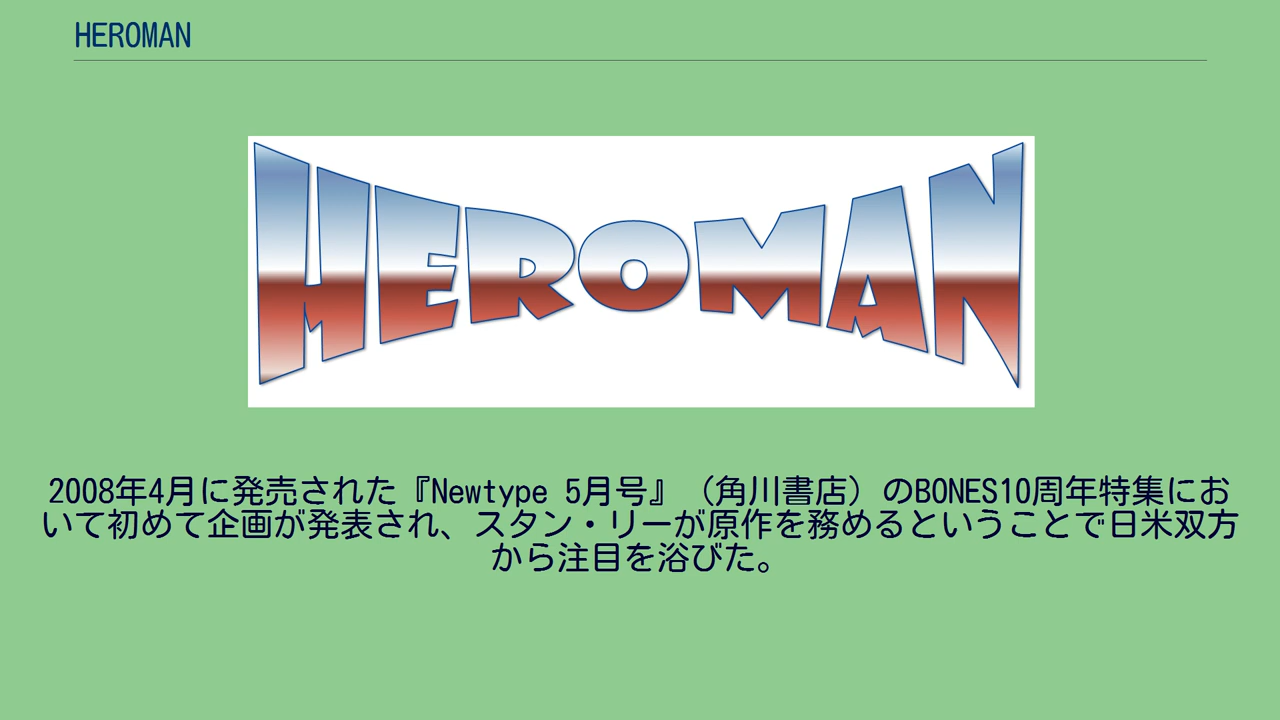 HEROMAN
HEROMAN
2008年4月に発売された『Newtype 5月号』（角川書店）のBONES10周年特集にお
いて初めて企画が発表され、スタン・リーが原作を務めるということで日米双方
から注目を浴びた。